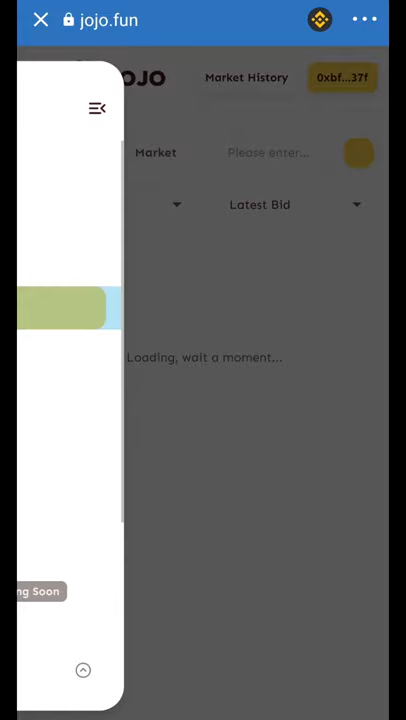 jojo.fun
OJO
Market History
0xbf...37f
Market
Please enter...
Latest Bid
Loading, wait a moment...
ng Soon